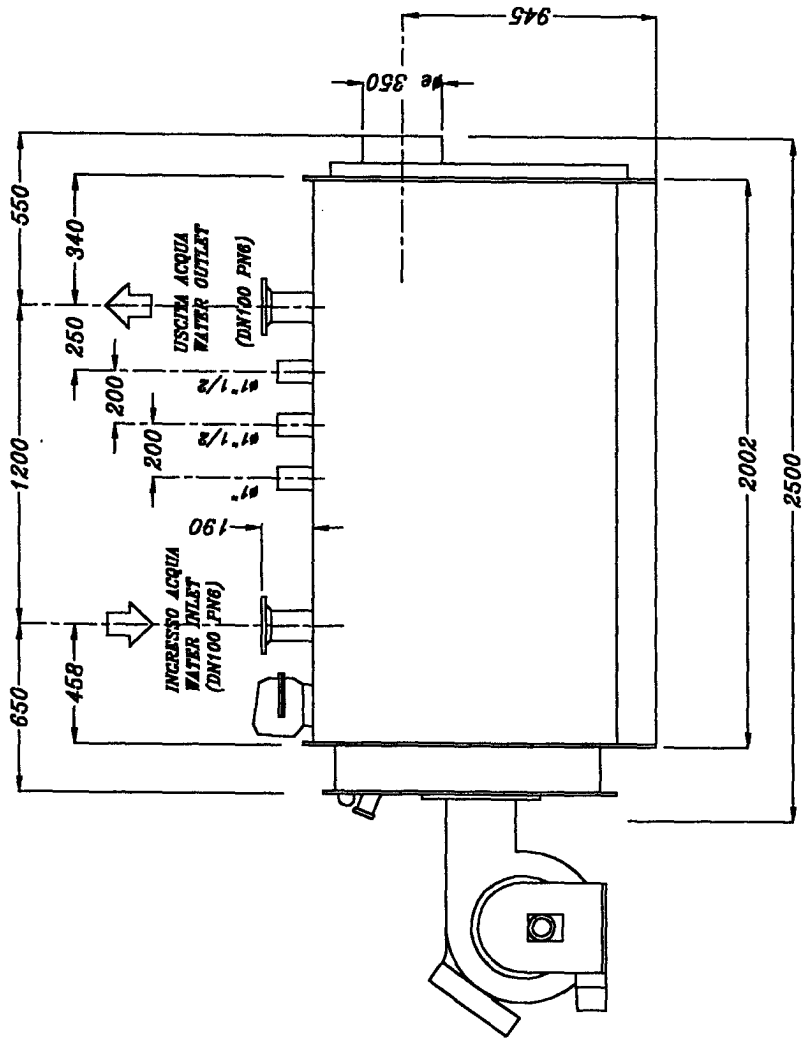 945
øe 350
550
340
USCITA ACQUA
WATER OUTLET
(DN100 PN6)
250
200
200
1200
ø1" 1/2
ø1" 1/2
ø1"
190
INGRESSO ACQUA
WATER INLET
(DN100 PN6)
458
650
2002
2500